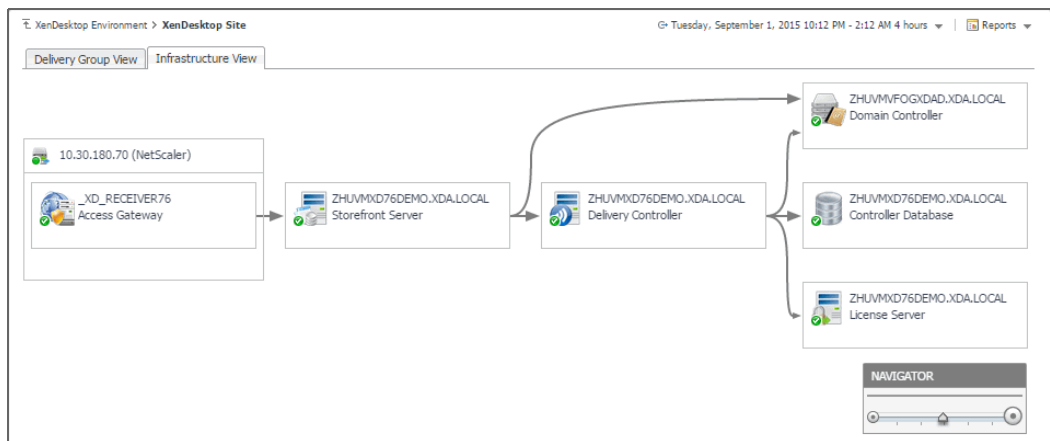 XenDesktop Environment > XenDesktop Site
Tuesday, September 1, 2015 10:12 PM - 2:12 AM 4 hours
Reports
Delivery Group View
Infrastructure View
10.30.180.70 (NetScaler)
_XD_RECEIVER76
Access Gateway
ZHUVMXD76DEMO.XDA.LOCAL
Storefront Server
ZHUVMXD76DEMO.XDA.LOCAL
Delivery Controller
ZHUVMVFOGXDAD.XDA.LOCAL
Domain Controller
ZHUVMXD76DEMO.XDA.LOCAL
Controller Database
ZHUVMXD76DEMO.XDA.LOCAL
License Server
NAVIGATOR